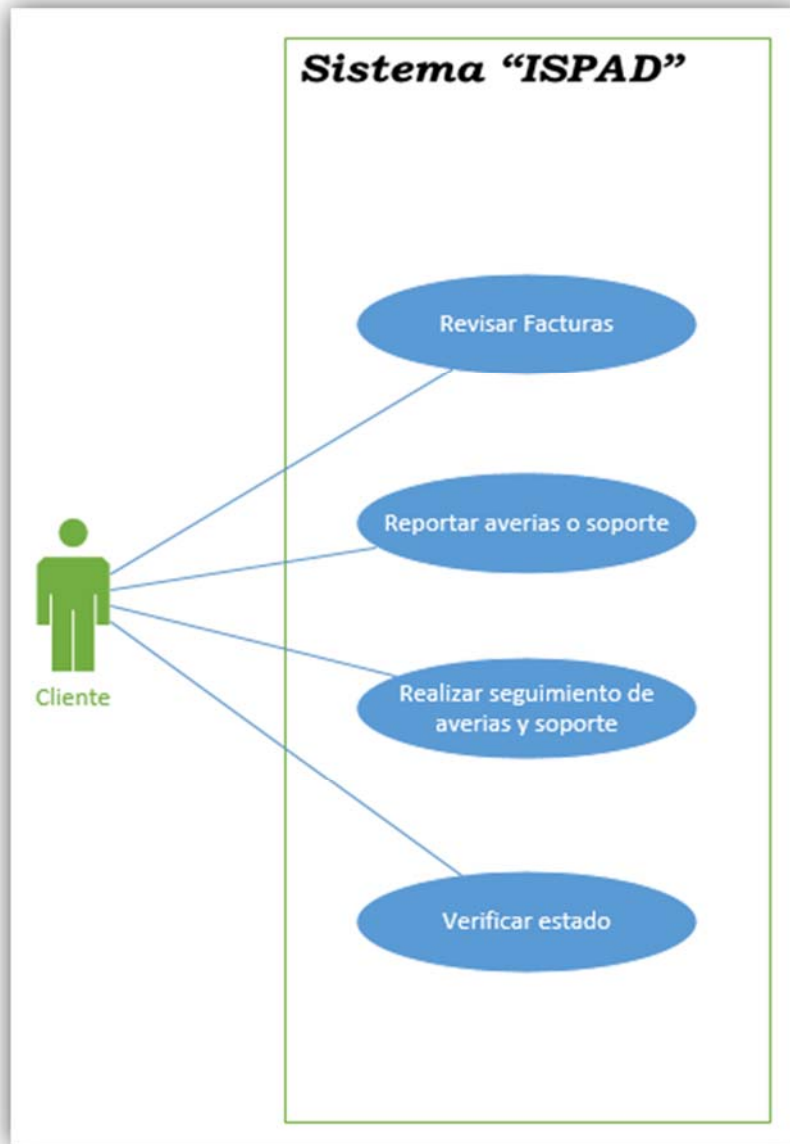 Sistema “ISPAD”
Revisar Facturas
Reportar averias o soporte
Realizar seguimiento de
averias y soporte
Cliente
Verificar estado